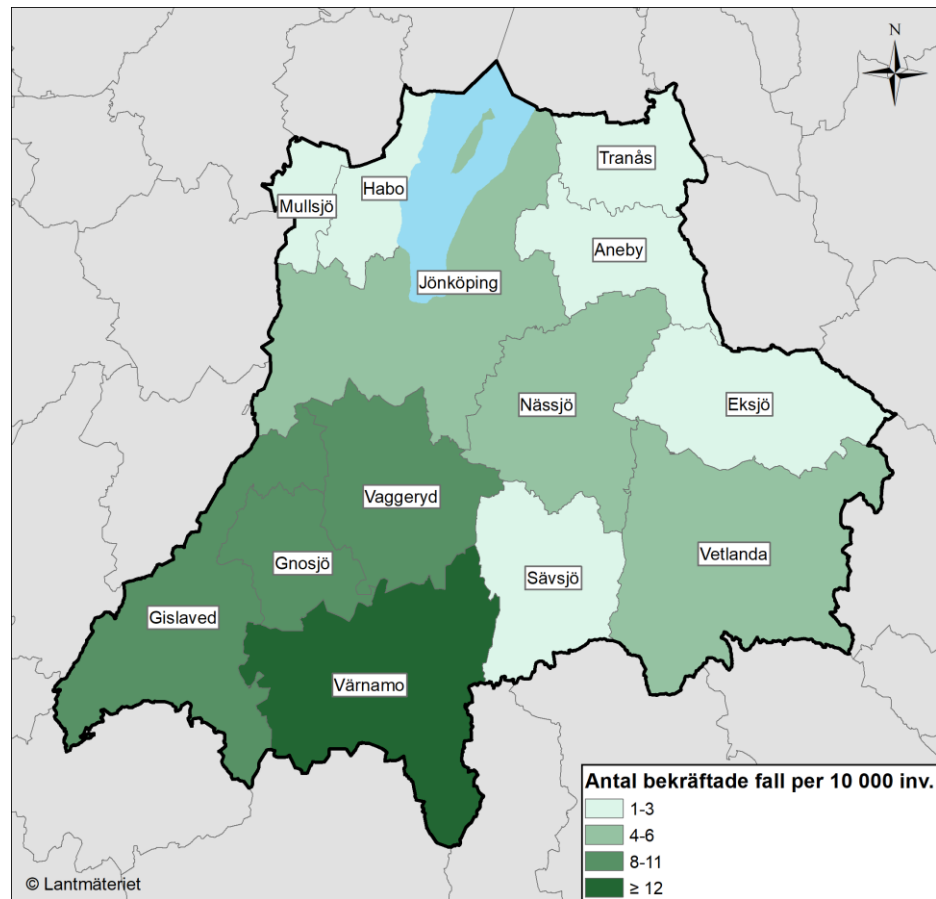 N
Tranås
Habo
Mullsjö
Aneby
Jönköping
Nässjö
Eksjö
Vaggeryd
Vetlanda
Gnosjö
Sävsjö
Gislaved
Värnamo
Antal bekräftade fall per 10 000 inv.
1-3
4-6
8-11
≥ 12
© Lantmäteriet